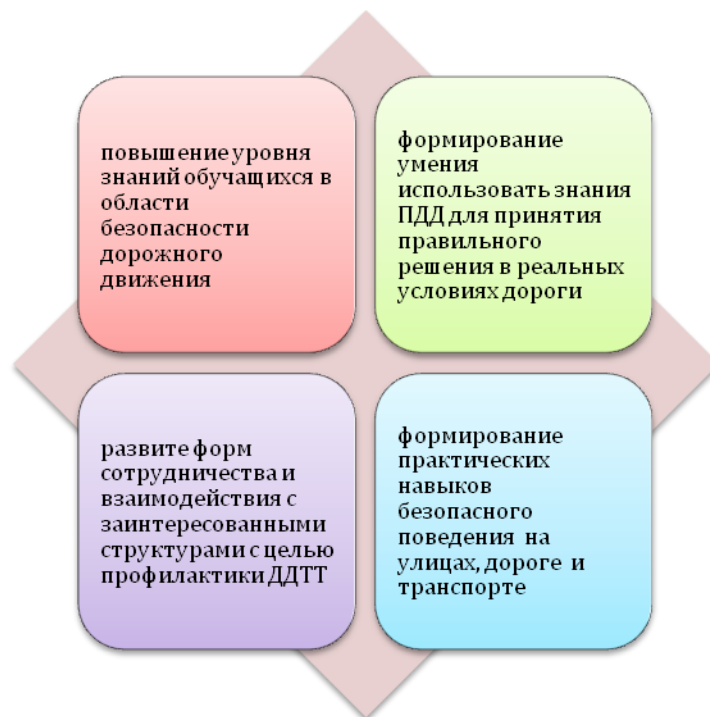 повышение уровня
знаний обучащихся в
области
безопасности
дорожного
движения
формирование
умения
использовать знания
ПДД для принятия
правильного
решения в реальных
условиях дороги
развите форм
сотрудничества и
взаимодействия с
заинтересованными
структурами с целью
профилактики ДДТТ
формирование
практических
навыков
безопасного
поведения на
улицах, дороге и
транспорте